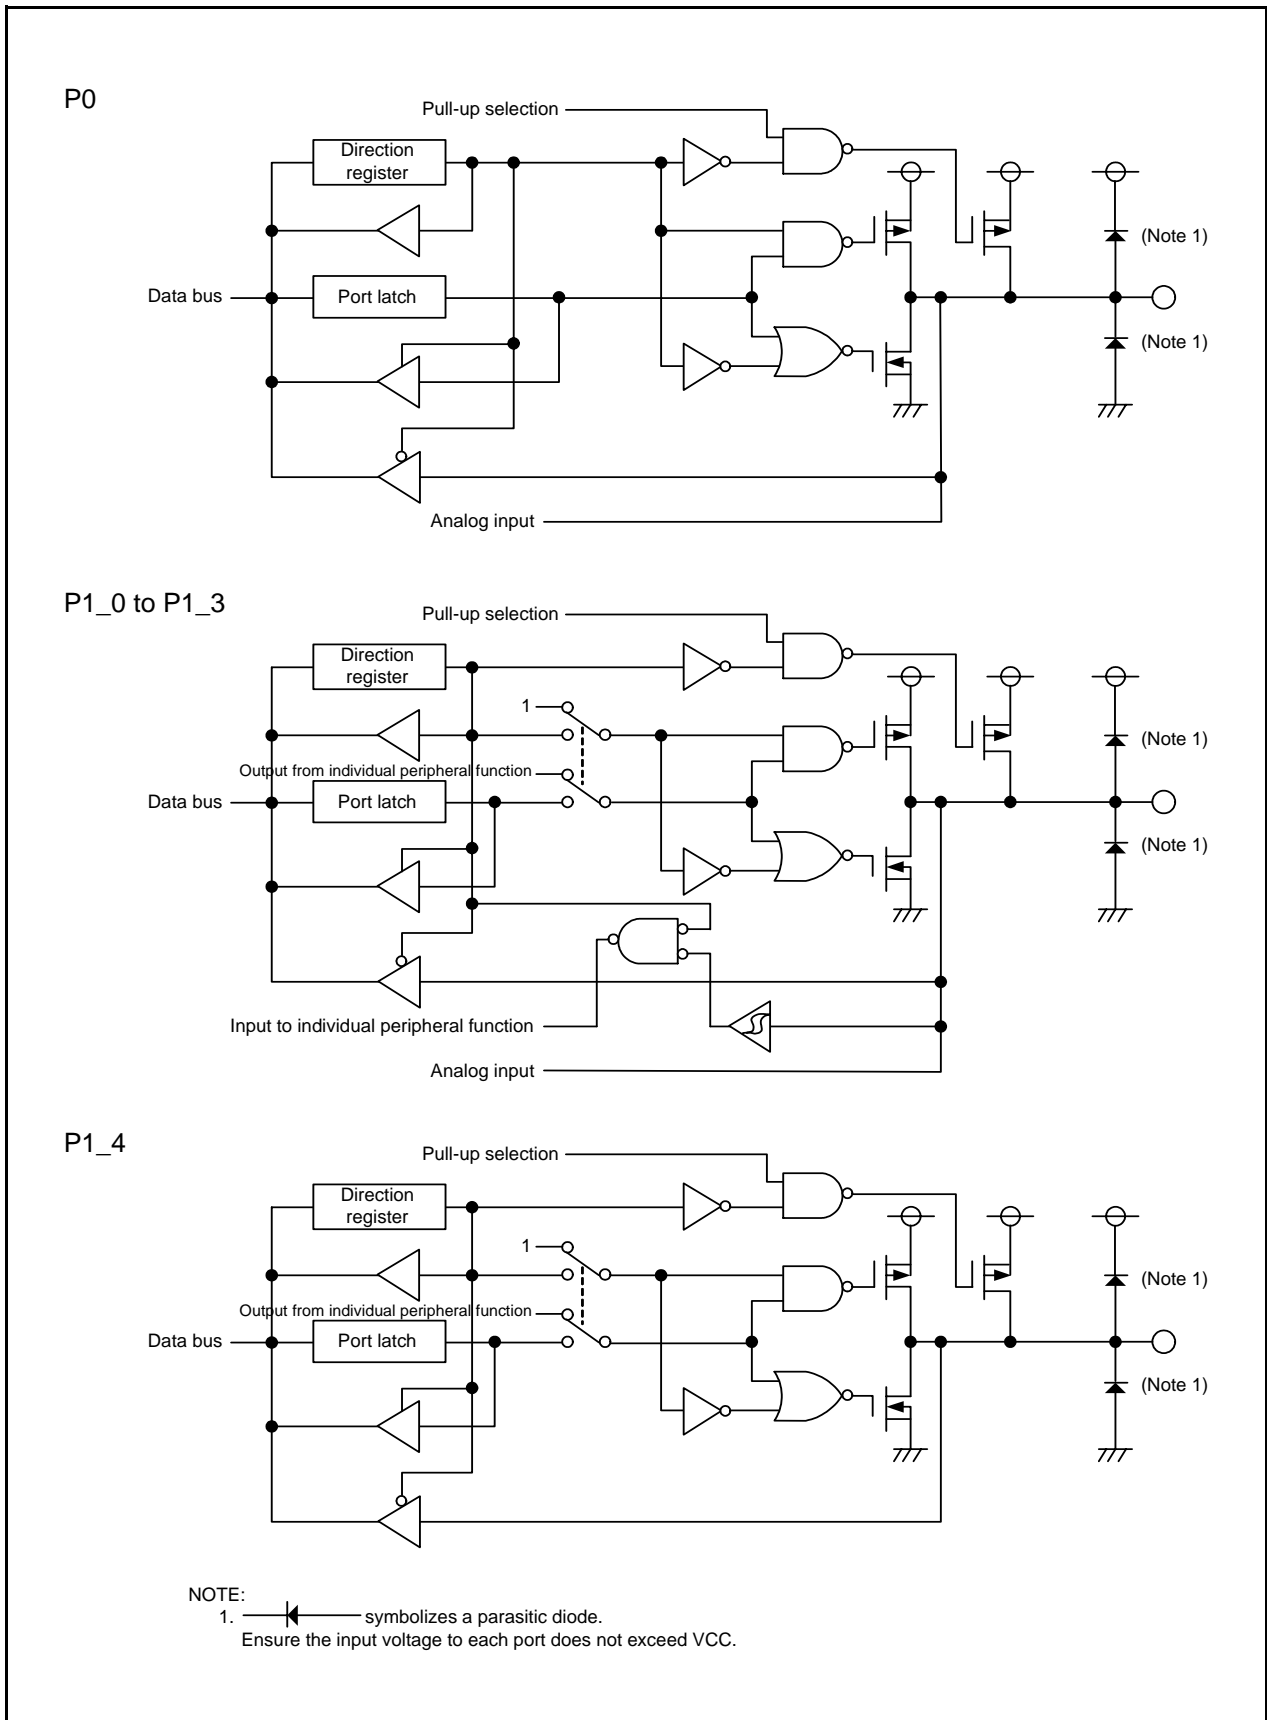 P0
Pull-up selection
Direction
register
(Note 1)
Data bus
Port latch
(Note 1)
Analog input
P1_0 to P1_3
Pull-up selection
Direction
register
1
(Note 1)
Output from individual peripheral function
Data bus
Port latch
(Note 1)
Input to individual peripheral function
Analog input
P1_4
Pull-up selection
Direction
register
1
(Note 1)
Output from individual peripheral function
Data bus
Port latch
(Note 1)
NOTE:
1. symbolizes a parasitic diode.
Ensure the input voltage to each port does not exceed VCC.